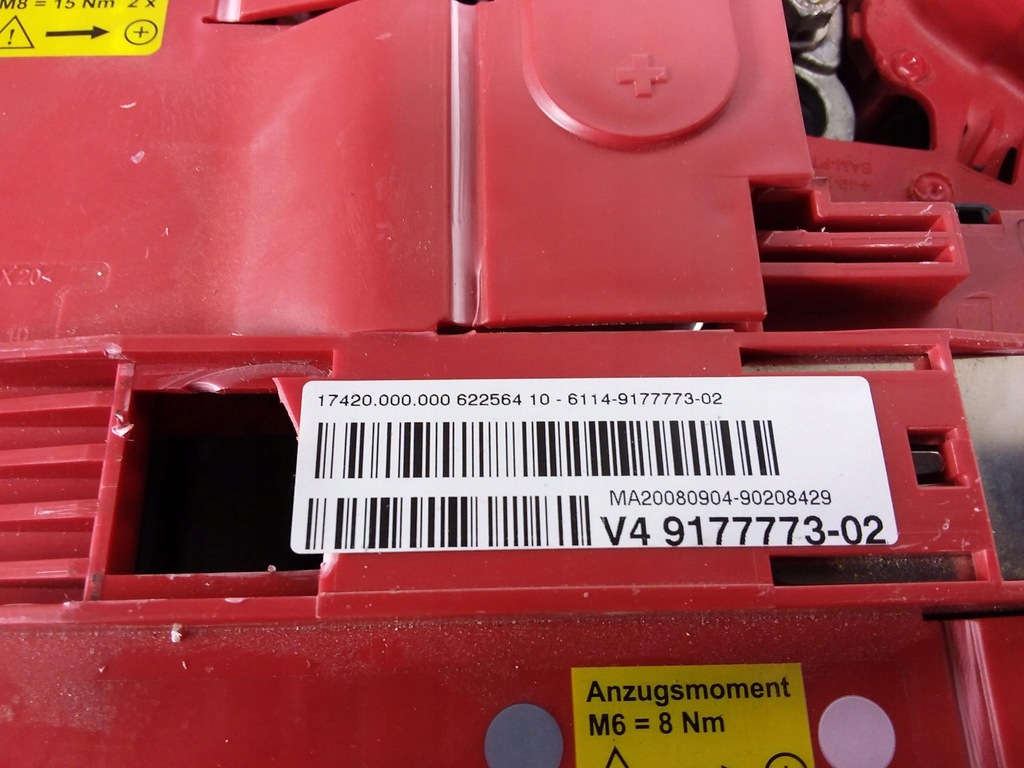 M8 = 15 Nm 2 x
17420.000.000 622564 10 - 6114-9177773-02
MA20080904-90208429
V4 9177773-02
Anzugsmoment
M6 = 8 Nm